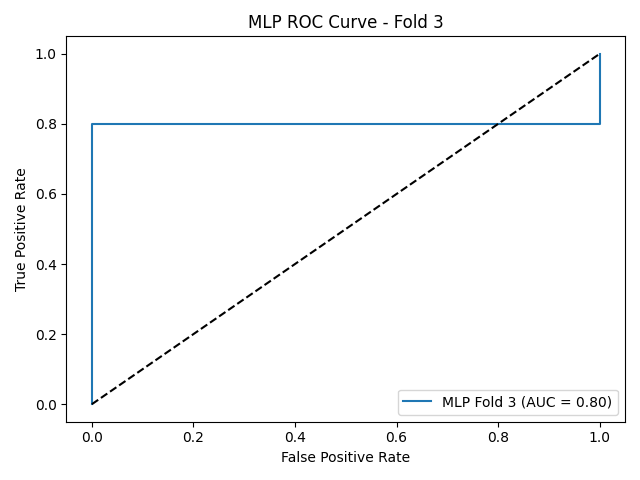 MLP ROC Curve - Fold 3
True Positive Rate
1.0
0.8
0.6
0.4
0.2
0.0
MLP Fold 3 (AUC = 0.80)
0.0 0.2 0.4 0.6 0.8 1.0
False Positive Rate